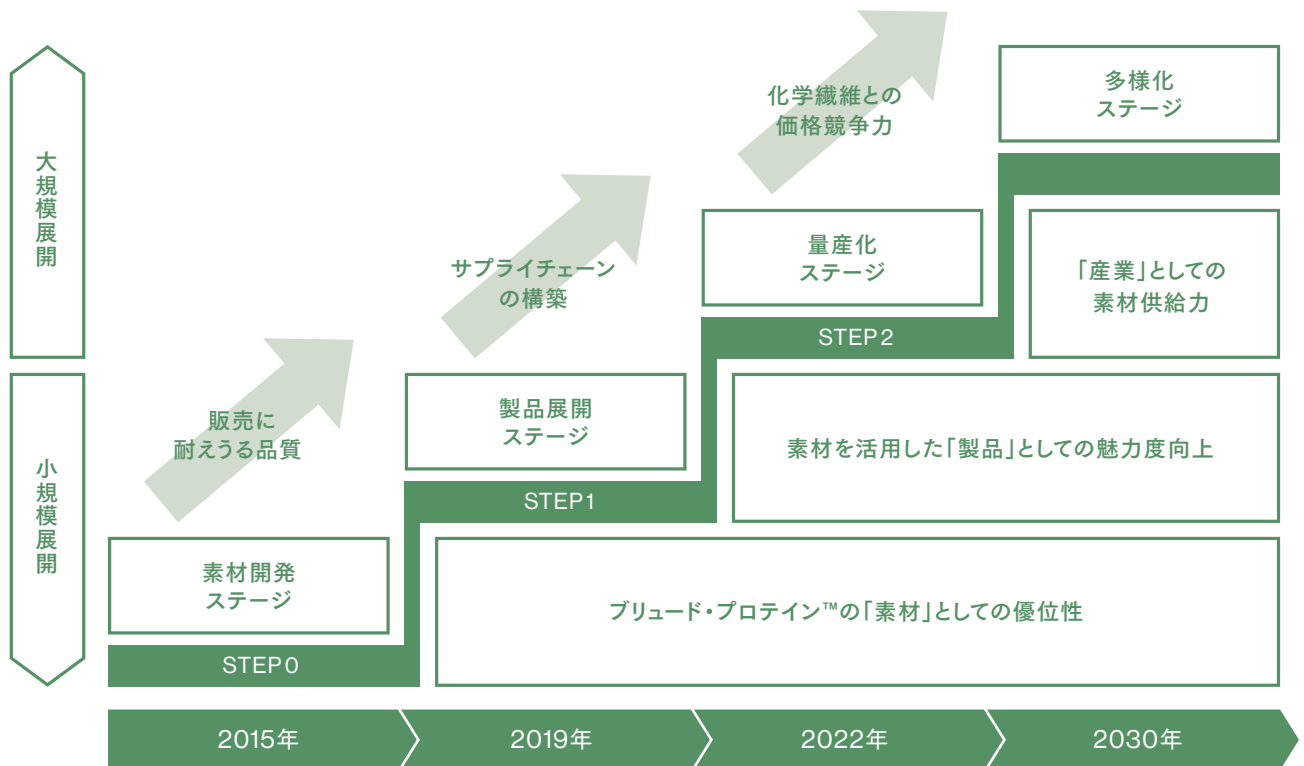 大規模展開
小規模展開
化学繊維との
価格競争力
多様化
ステージ
サプライチェーン
の構築
量産化
ステージ
「産業」としての
素材供給力
STEP2
販売に
耐えうる品質
製品展開
ステージ
素材を活用した「製品」としての魅力度向上
STEP1
素材開発
ステージ
ブリュード・プロテイン™の「素材」としての優位性
STEP0
2015年
2019年
2022年
2030年